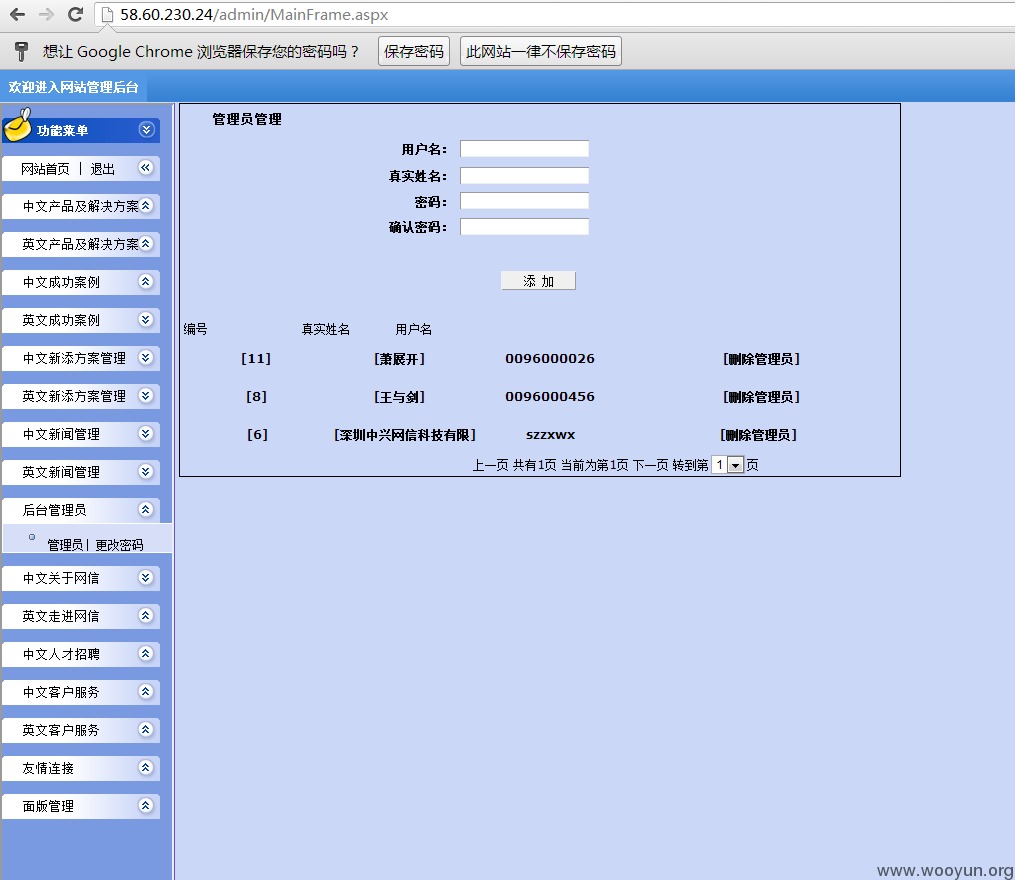 58.60.230.24/admin/MainFrame.aspx
想让 Google Chrome 浏览器保存您的密码吗？ 保存密码 此网站一律不保存密码
欢迎进入网站管理后台
功能菜单
网站首页 | 退出
中文产品及解决方案
英文产品及解决方案
中文成功案例
英文成功案例
中文新添方案管理
英文新添方案管理
中文新闻管理
英文新闻管理
后台管理员
管理员| 更改密码
中文关于网信
英文走进网信
中文人才招聘
中文客户服务
英文客户服务
友情连接
面版管理
管理员管理
用户名：
真实姓名：
密码：
确认密码：
添 加
编号 真实姓名 用户名
[11] [萧展开] 0096000026 [删除管理员]
[8] [王与剑] 0096000456 [删除管理员]
[6] [深圳中兴网信科技有限] szzxwx [删除管理员]
上一页 共有1页 当前为第1页 下一页 转到第 1 页
www.wooyun.org